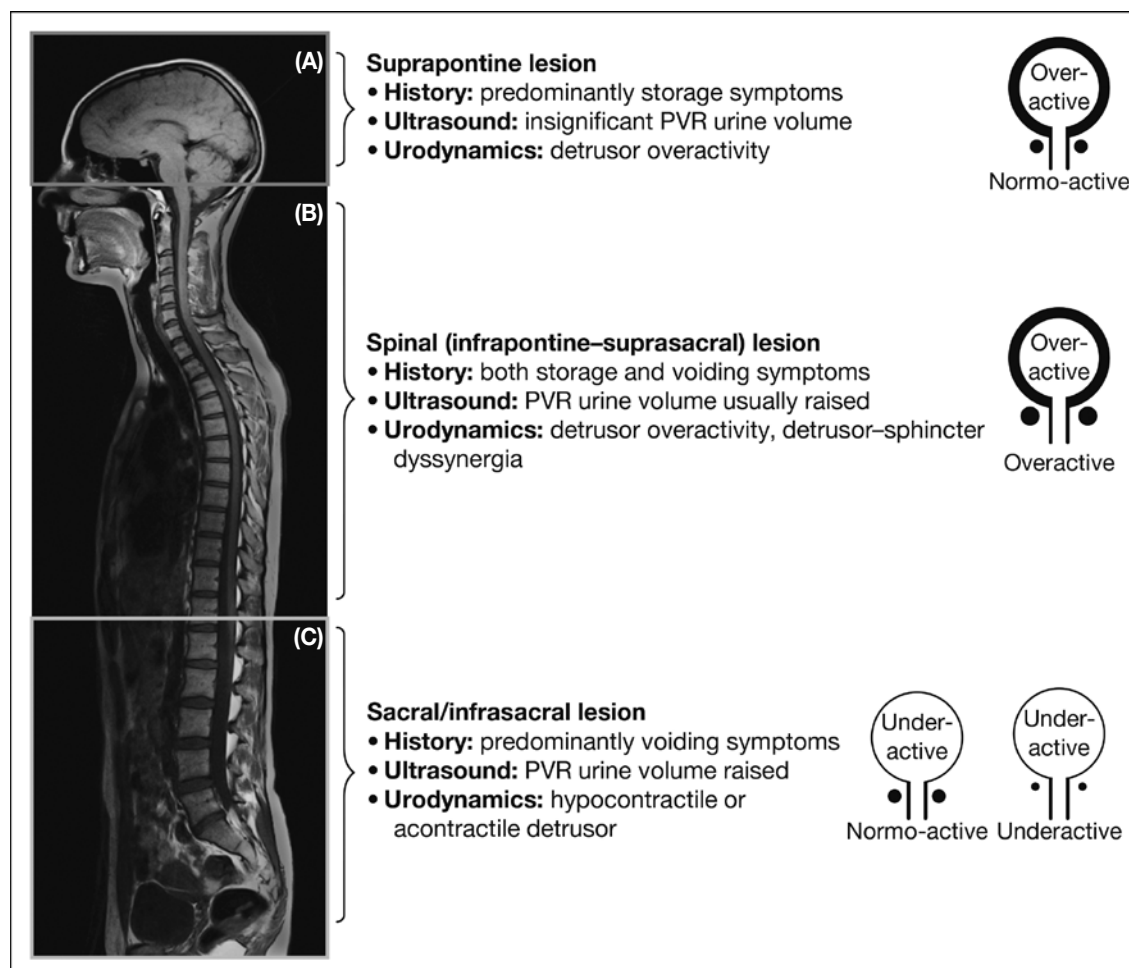 (A)
Suprapontine lesion
• History: predominantly storage symptoms
• Ultrasound: insignificant PVR urine volume
• Urodynamics: detrusor overactivity
Over-
active
Normo-active
(B)
Spinal (infrapontine–suprasacral) lesion
• History: both storage and voiding symptoms
• Ultrasound: PVR urine volume usually raised
• Urodynamics: detrusor overactivity, detrusor–sphincter
dyssynergia
Over-
active
Overactive
(C)
Sacral/infrasacral lesion
• History: predominantly voiding symptoms
• Ultrasound: PVR urine volume raised
• Urodynamics: hypocontractile or
acontractile detrusor
Under-
active
Normo-active
Under-
active
Underactive